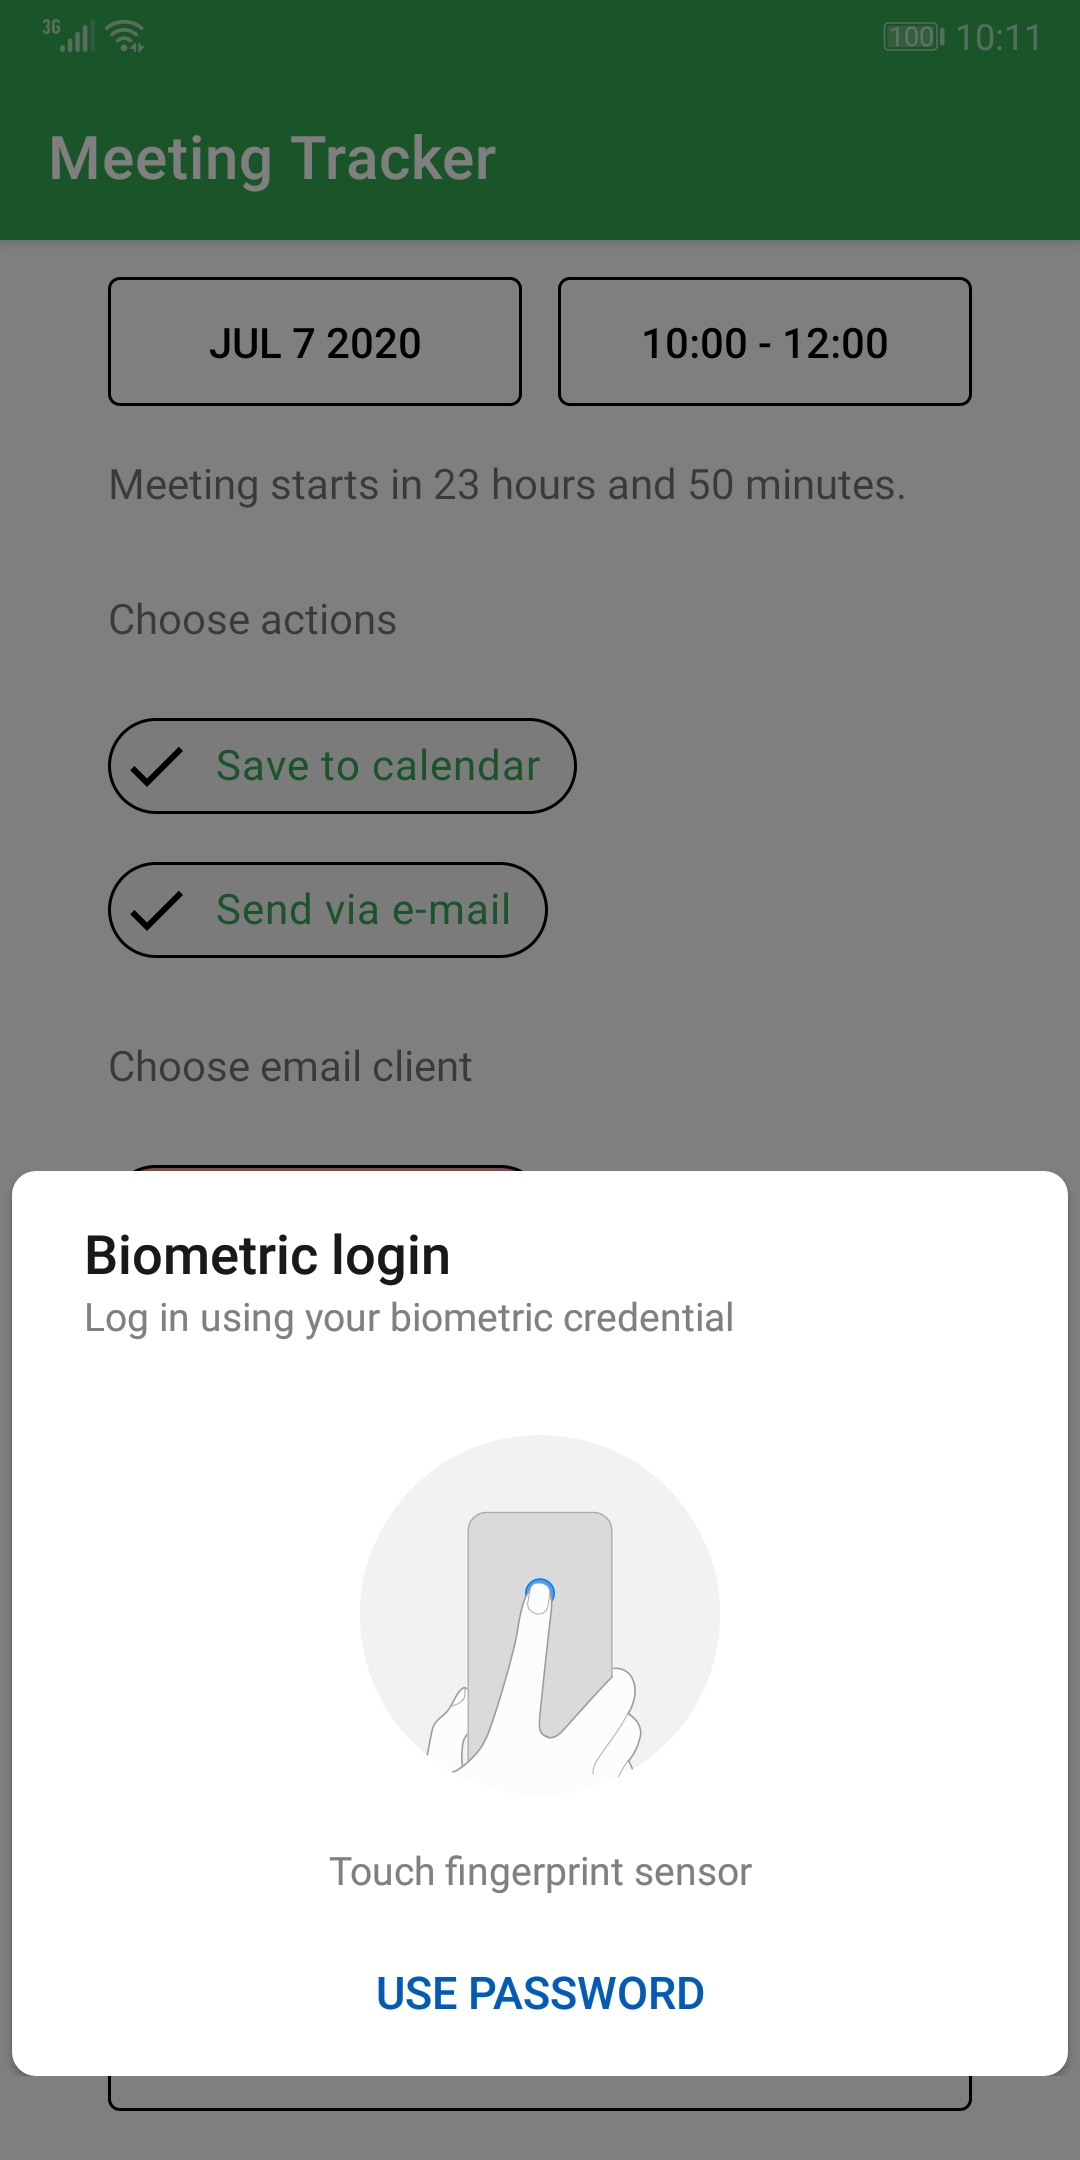 3G
100 10:11
Meeting Tracker
JUL 7 2020
10:00 - 12:00
Meeting starts in 23 hours and 50 minutes.
Choose actions
Save to calendar
Send via e-mail
Choose email client
Biometric login
Log in using your biometric credential
Touch fingerprint sensor
USE PASSWORD